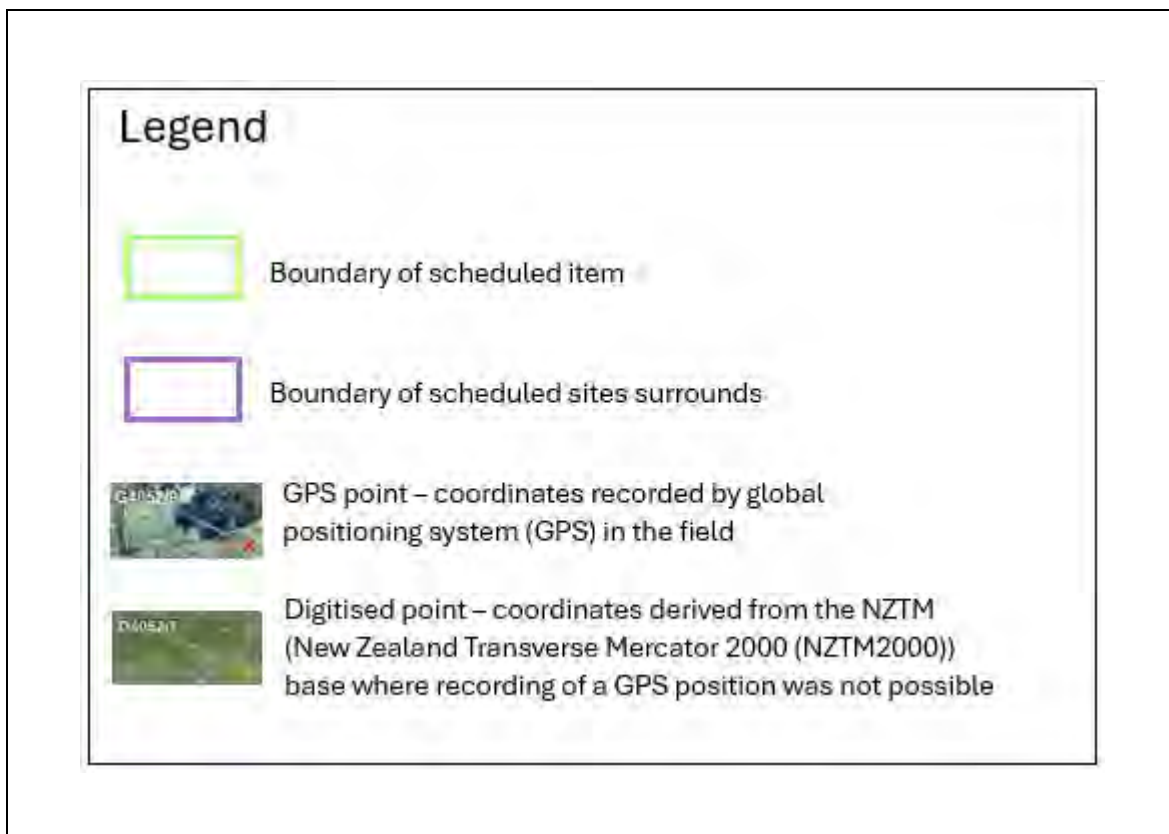 Legend
Boundary of scheduled item
Boundary of scheduled sites surrounds
GPS point – coordinates recorded by global
positioning system (GPS) in the field
Digitised point – coordinates derived from the NZTM
(New Zealand Transverse Mercator 2000 (NZTM2000))
base where recording of a GPS position was not possible